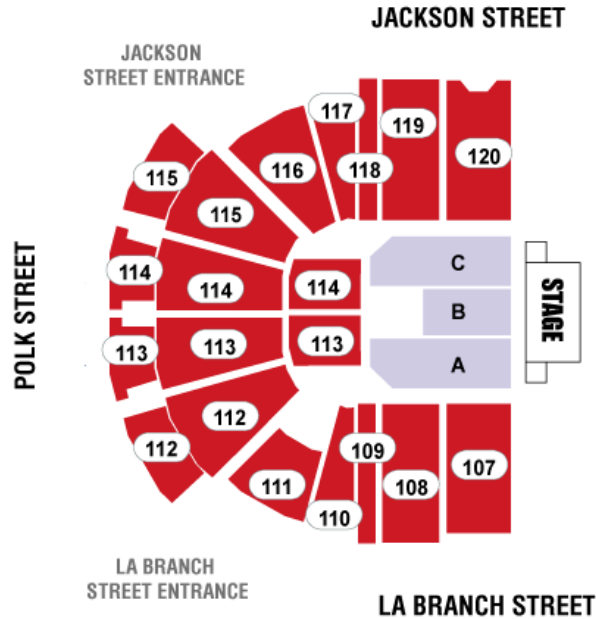 JACKSON STREET
JACKSON
STREET ENTRANCE
117
119
118
120
116
115
115
114
114
114
C
B
A
STAGE
POLK STREET
113
113
113
112
112
109
107
111
108
110
LA BRANCH
STREET ENTRANCE
LA BRANCH STREET